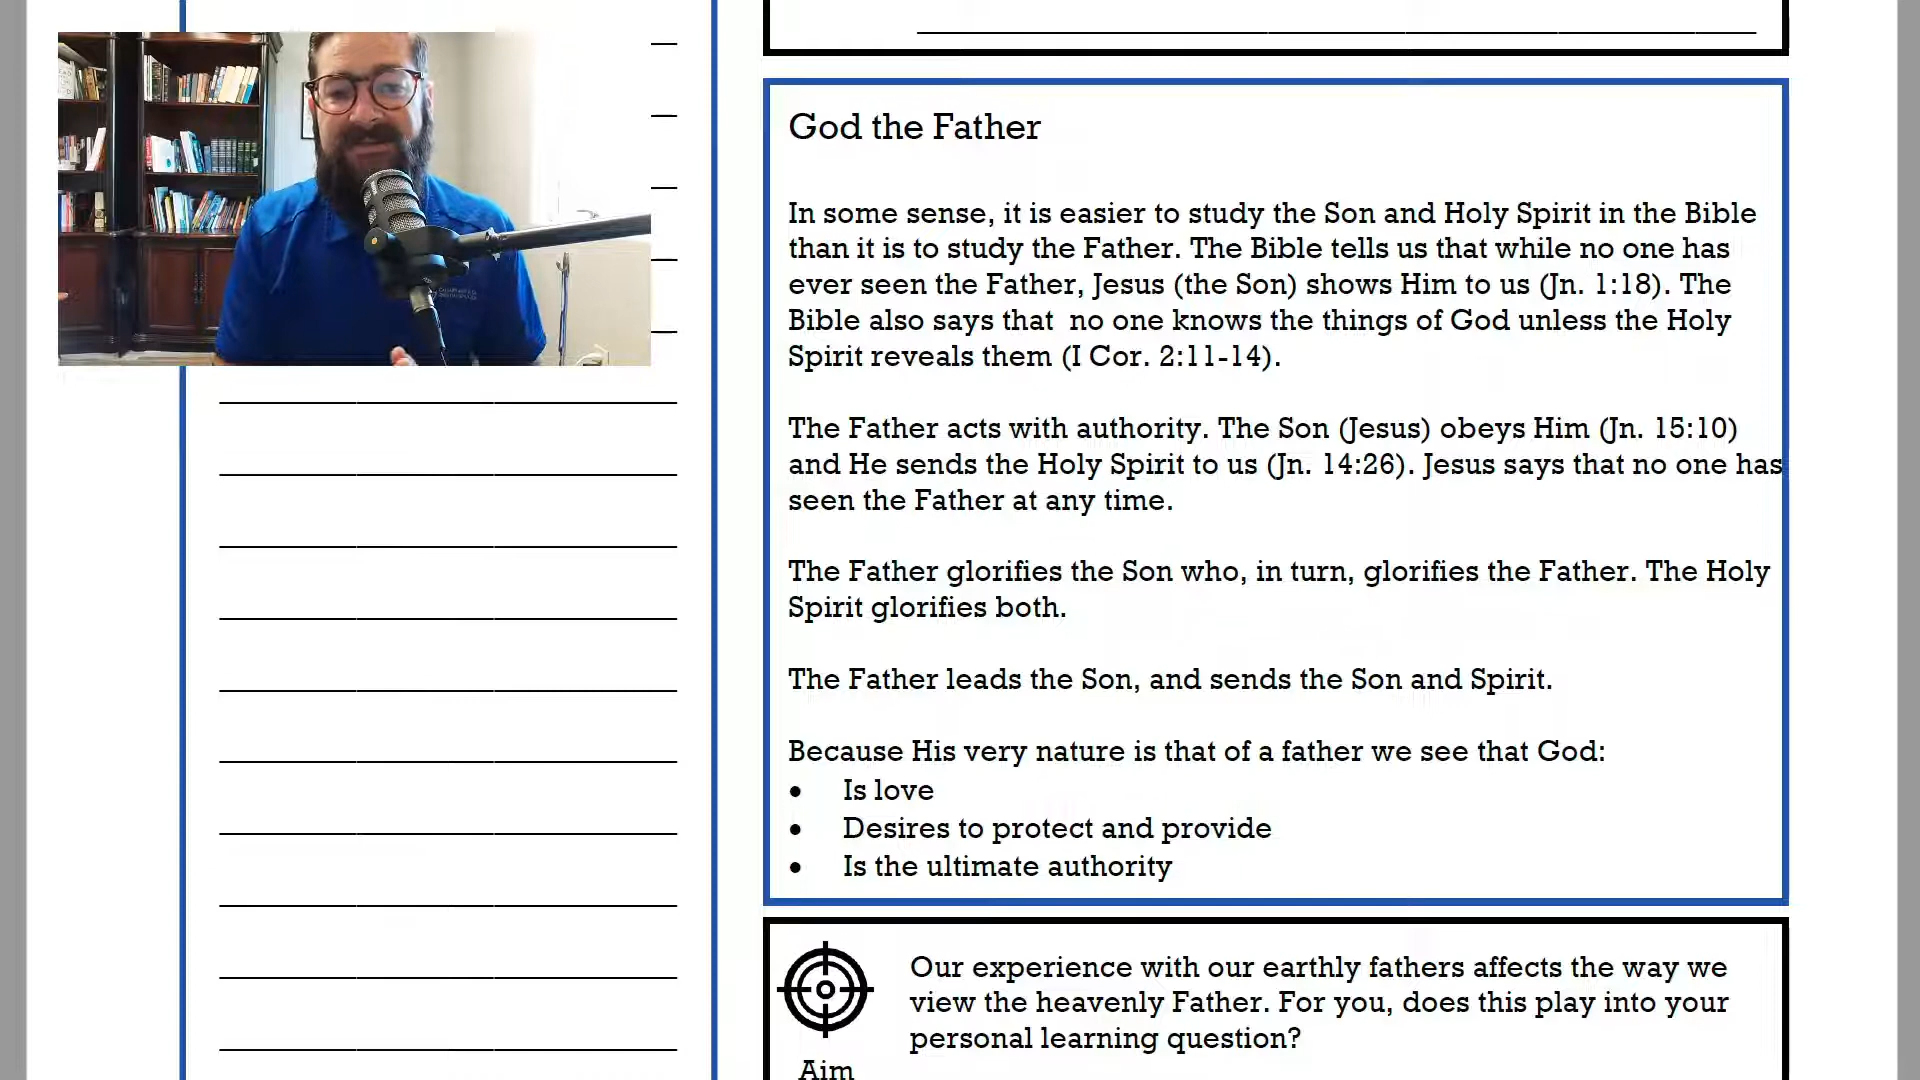 God the Father
In some sense, it is easier to study the Son and Holy Spirit in the Bible
than it is to study the Father. The Bible tells us that while no one has
ever seen the Father, Jesus (the Son) shows Him to us (Jn. 1:18). The
Bible also says that  no one knows the things of God unless the Holy
Spirit reveals them (I Cor. 2:11-14).
The Father acts with authority. The Son (Jesus) obeys Him (Jn. 15:10)
and He sends the Holy Spirit to us (Jn. 14:26). Jesus says that no one has
seen the Father at any time.
The Father glorifies the Son who, in turn, glorifies the Father. The Holy
Spirit glorifies both.
The Father leads the Son, and sends the Son and Spirit.
Because His very nature is that of a father we see that God:
• Is love
• Desires to protect and provide
• Is the ultimate authority
Our experience with our earthly fathers affects the way we
view the heavenly Father. For you, does this play into your
personal learning question?
Aim